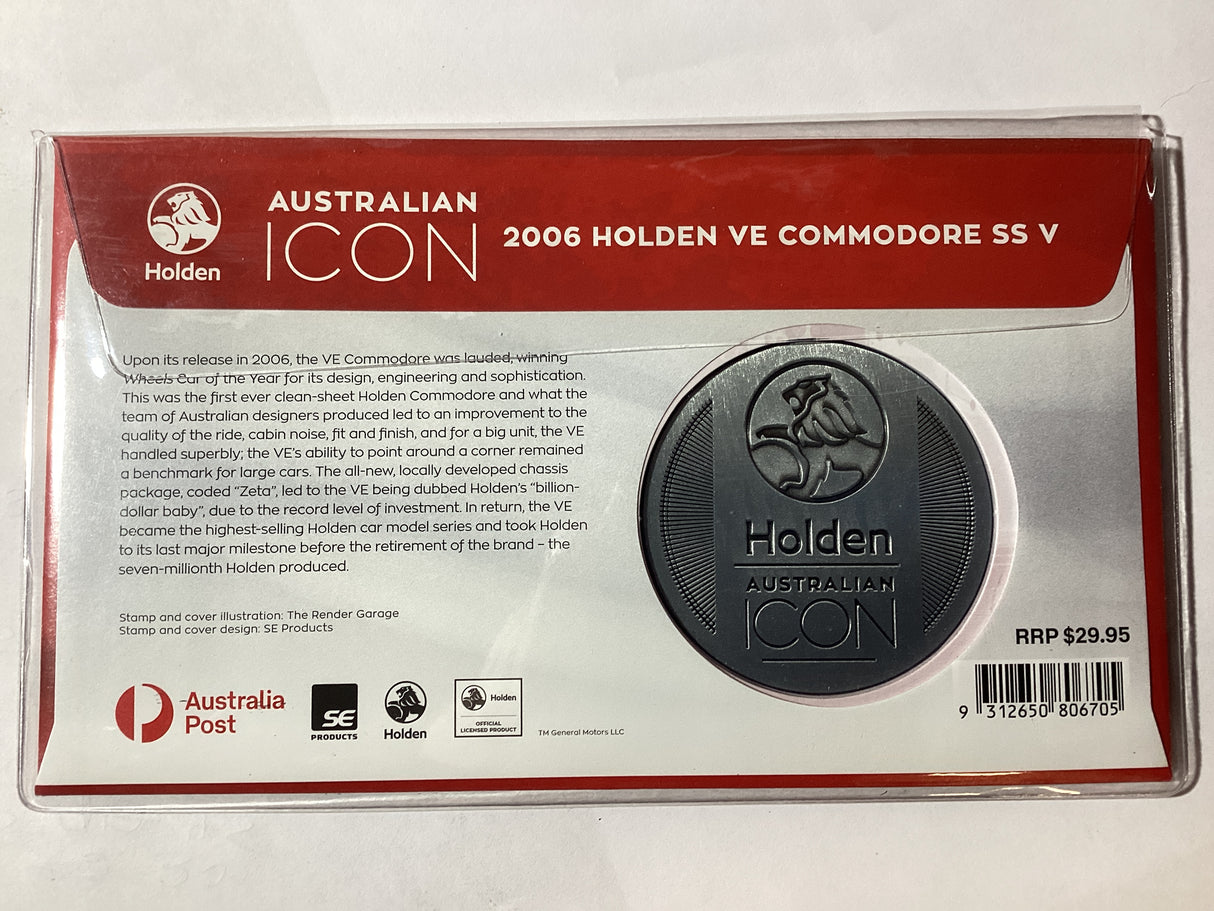 Holden
AUSTRALIAN
ICON
2006 HOLDEN VE COMMODORE SS V
Upon its release in 2006, the VE Commodore was lauded, winning
Wheels Car of the Year for its design, engineering and sophistication.
This was the first ever clean-sheet Holden Commodore and what the
team of Australian designers produced led to an improvement to the
quality of the ride, cabin noise, fit and finish, and for a big unit, the VE
handled superbly; the VE's ability to point around a corner remained
a benchmark for large cars. The all-new, locally developed chassis
package, coded "Zeta", led to the VE being dubbed Holden's "billion-
dollar baby", due to the record level of investment. In return, the VE
became the highest-selling Holden car model series and took Holden
to its last major milestone before the retirement of the brand – the
seven-millionth Holden produced.
Stamp and cover illustration: The Render Garage
Stamp and cover design: SE Products
Holden
AUSTRALIAN
ICON
RRP $29.95
9 312650 806705
Australia
Post
SE
PRODUCTS
Holden
Holden
OFFICIAL
LICENSED PRODUCT
TM General Motors LLC